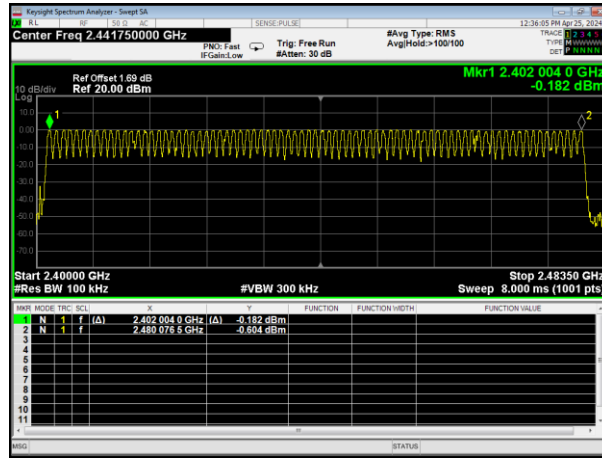 Keysight Spectrum Analyzer - Swept SA
RL RF 50 Ω AC SENSE:PULSE 12:36:05 PM Apr 25, 2024
Center Freq 2.441750000 GHz
PNO: Fast
IFGain:Low
Trig: Free Run
#Atten: 30 dB
#Avg Type: RMS
Avg|Hold:>100/100
TRACE 1 2 3 4 5
TYPE M
DET P N N N N
Ref Offset 1.69 dB
10 dB/div Ref 20.00 dBm
Log
Mkr1 2.402 004 0 GHz
-0.182 dBm
10.0
0.00
-10.0
-20.0
-30.0
-40.0
-50.0
-60.0
-70.0
1
2
Start 2.40000 GHz Stop 2.48350 GHz
#Res BW 100 kHz #VBW 300 kHz Sweep 8.000 ms (1001 pts)
MKR MODE TRC SCL X Y FUNCTION FUNCTION WIDTH FUNCTION VALUE
1 N 1 f (Δ) 2.402 004 0 GHz (Δ) -0.182 dBm
2 N 1 f 2.480 076 5 GHz -0.604 dBm
3
4
5
6
7
8
9
10
11
MSG STATUS